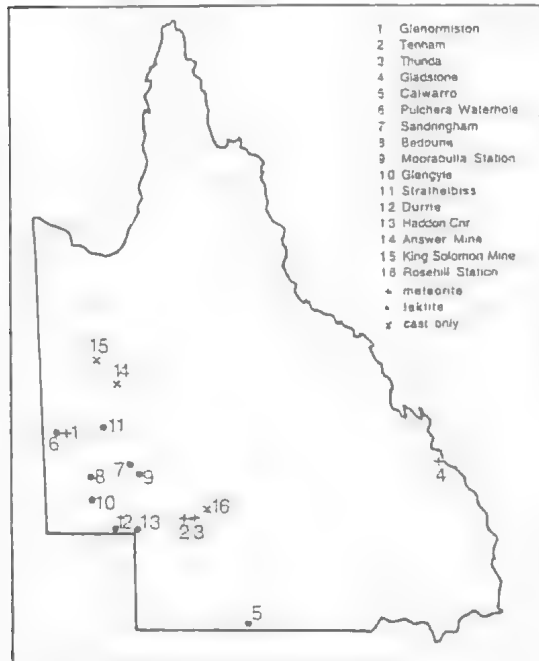 1 Glenormiston
2 Tenham
3 Thunda
4 Gladstone
5 Calwarro
6 Pulchera Waterhole
7 Sandringham
8 Bedourie
9 Moorabulla Station
10 Glengyle
11 Strathelbiss
12 Durrie
13 Haddon Cnr
14 Answer Mine
15 King Solomon Mine
16 Rosehill Station
+ meteorite
• tektite
x cast only
15
14
11
6
1
7
9
8
10
4
16
2
3
12
13
5